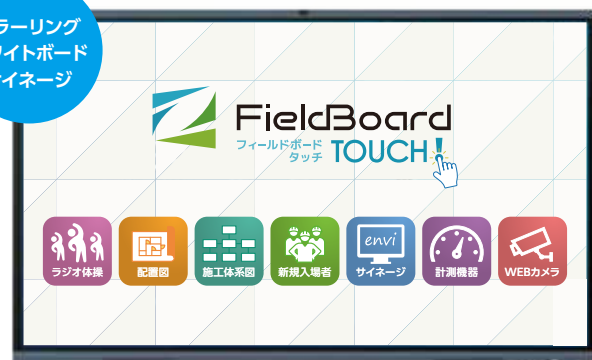 ラーリング
ワイトボード
サイネージ
FieldBoard
フィールドボード
タッチ TOUCH!
ラジオ体操 配置図 施工体系図 新規入場者 envi サイネージ 計測機器 WEBカメラ